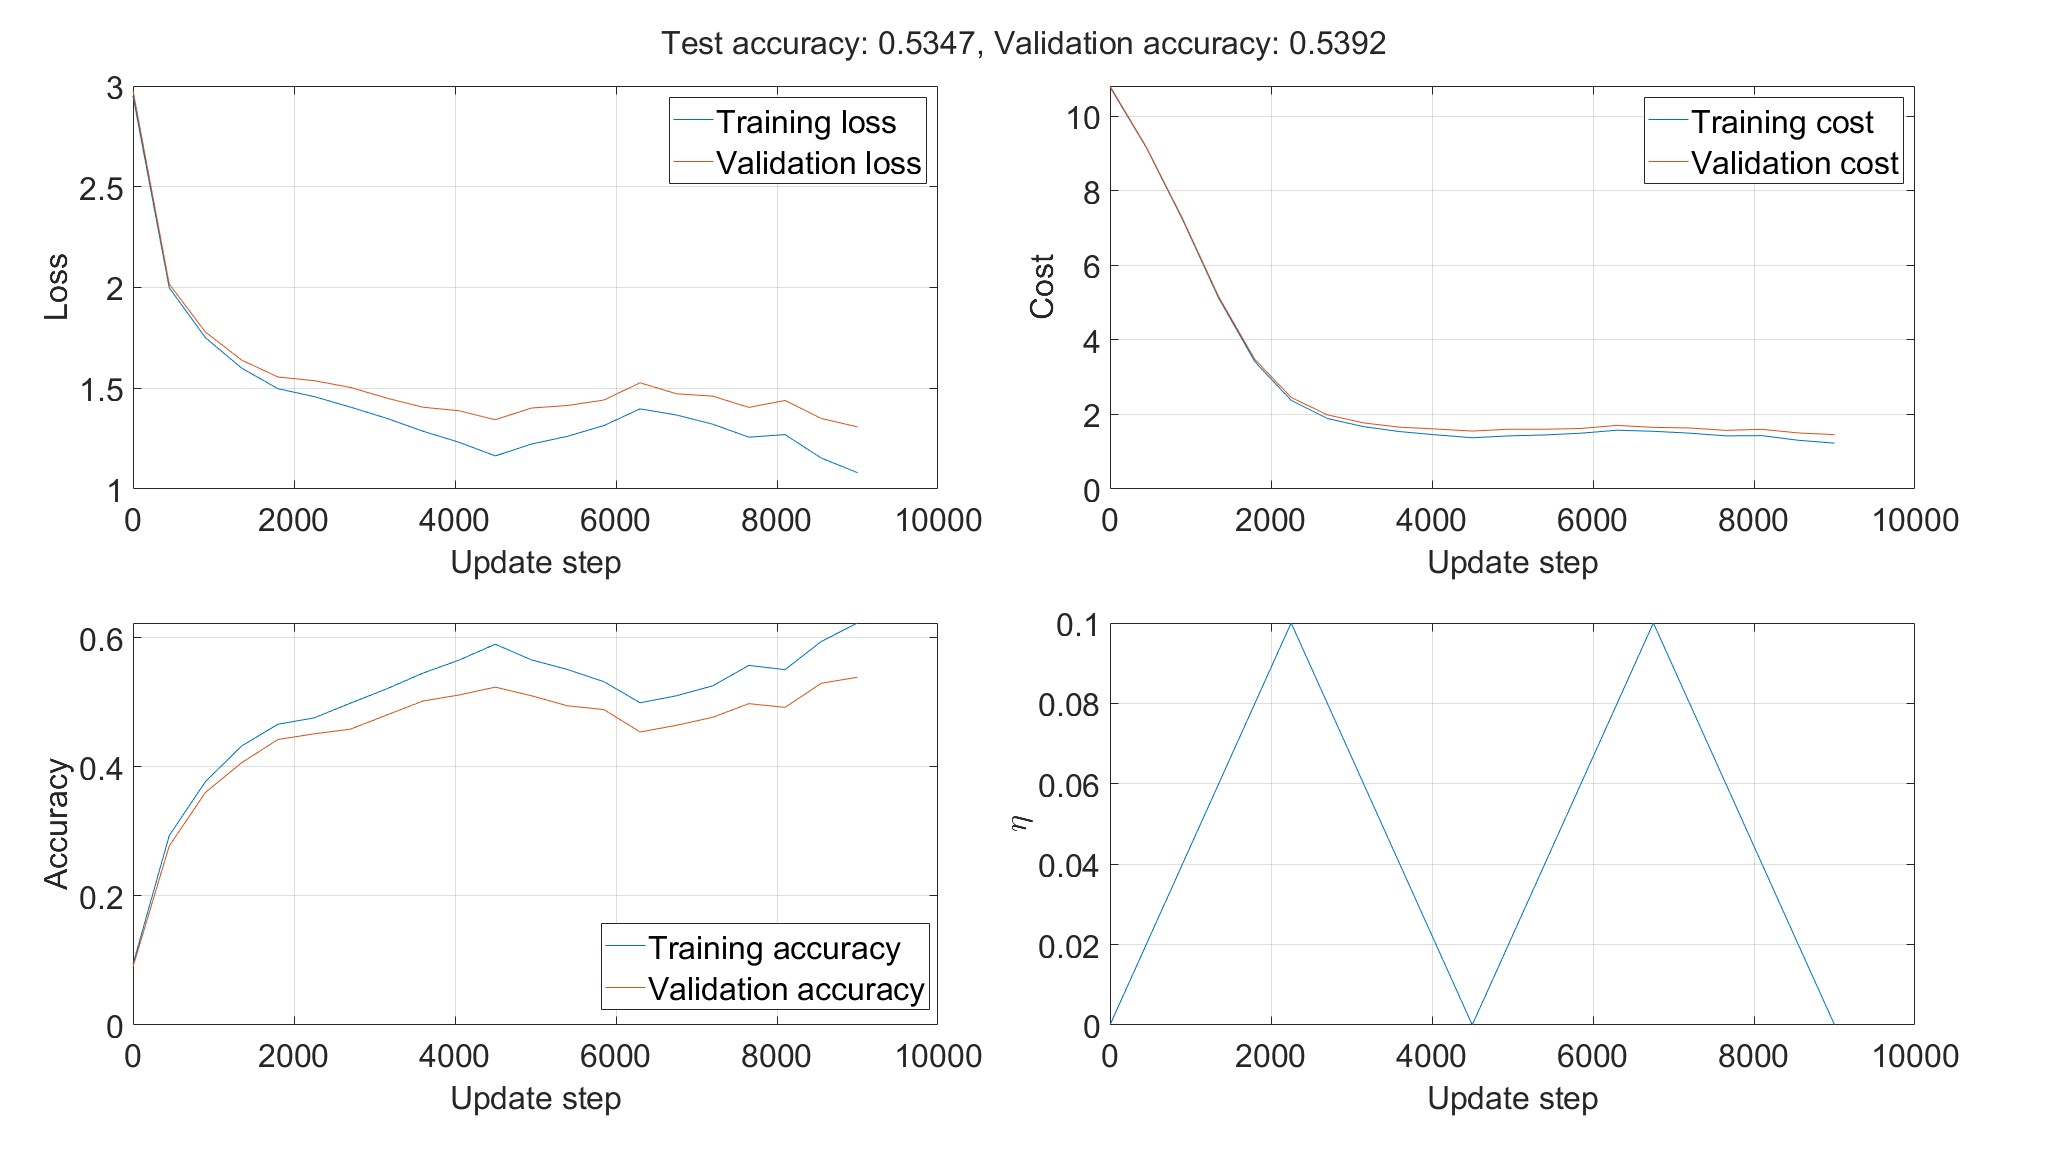 Test accuracy: 0.5347, Validation accuracy: 0.5392
3
2.5
2
1.5
1
0 2000 4000 6000 8000 10000
Loss
Update step
Training loss
Validation loss
10
8
6
4
2
0
0 2000 4000 6000 8000 10000
Cost
Update step
Training cost
Validation cost
0.6
0.4
0.2
0
0 2000 4000 6000 8000 10000
Accuracy
Update step
Training accuracy
Validation accuracy
0.1
0.08
0.06
0.04
0.02
0
0 2000 4000 6000 8000 10000
η
Update step